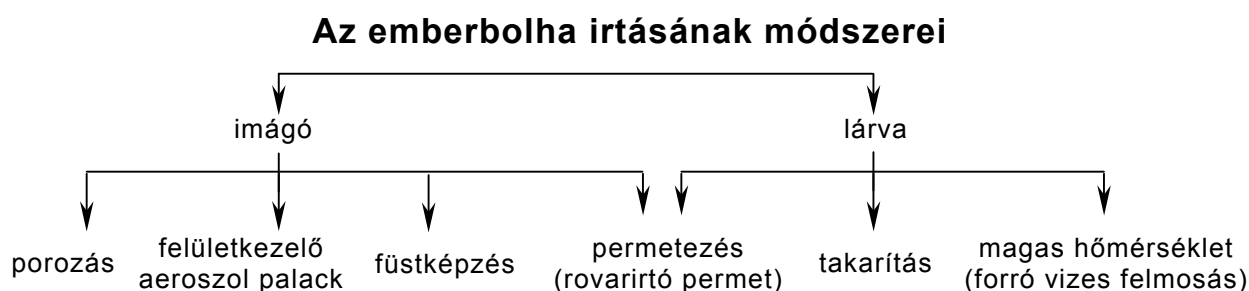 Az emberbolha irtásának módszerei
imágó
lárva
porozás
felületkezelő
aeroszol palack
füstképzés
permetezés
(rovarirtó permet)
takarítás
magas hőmérséklet
(forró vizes felmosás)